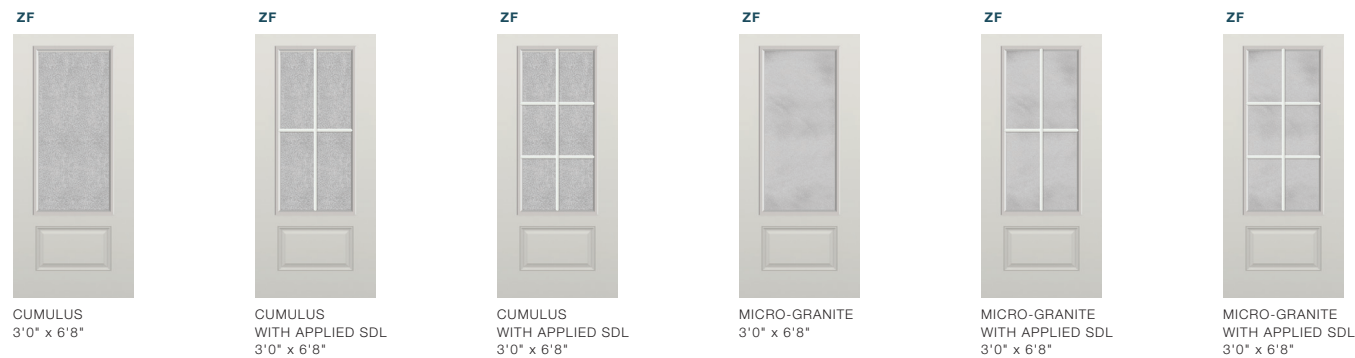 ZF
CUMULUS
3'0" x 6'8"
ZF
CUMULUS
WITH APPLIED SDL
3'0" x 6'8"
ZF
CUMULUS
WITH APPLIED SDL
3'0" x 6'8"
ZF
MICRO-GRANITE
3'0" x 6'8"
ZF
MICRO-GRANITE
WITH APPLIED SDL
3'0" x 6'8"
ZF
MICRO-GRANITE
WITH APPLIED SDL
3'0" x 6'8"